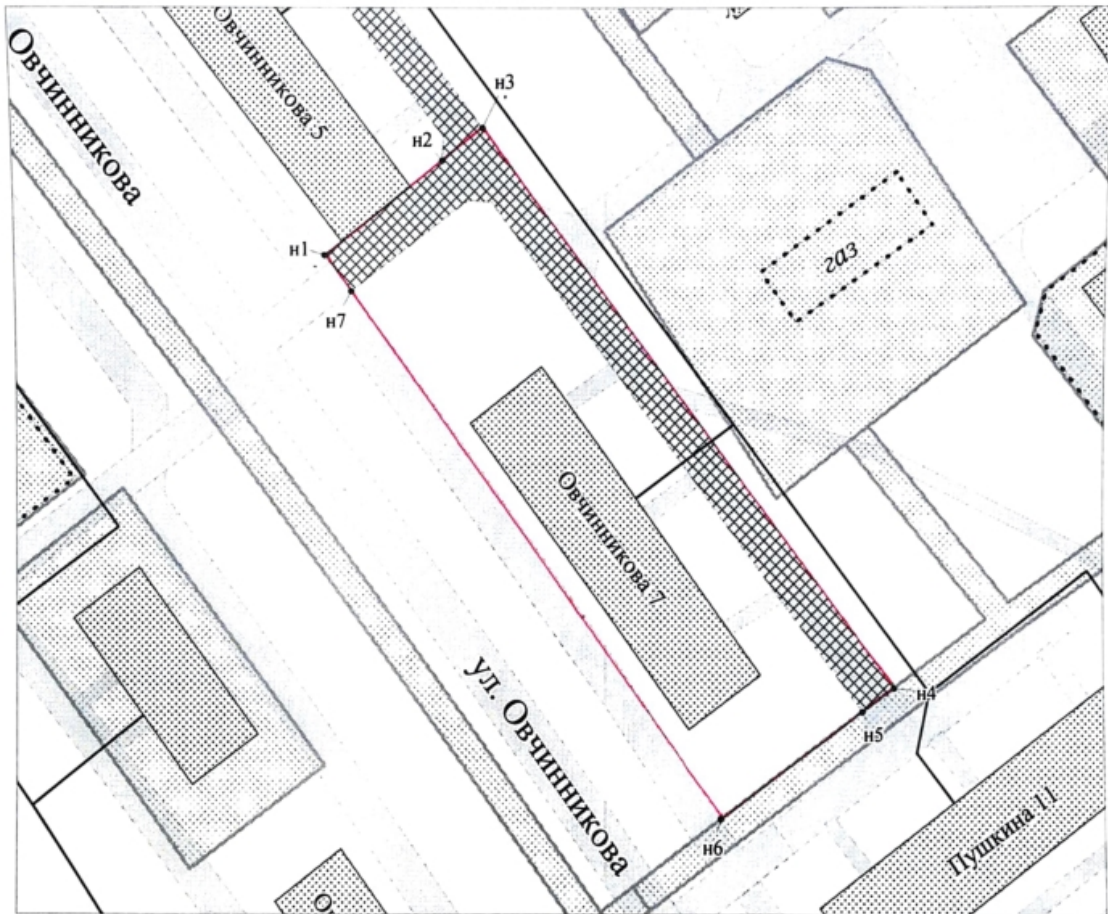 Овчинникова
Овчинникова 5
н3
н2
н1
н7
газ
Овчинникова 7
ул. Овчинникова
н4
н5
н6
Пушкина 11